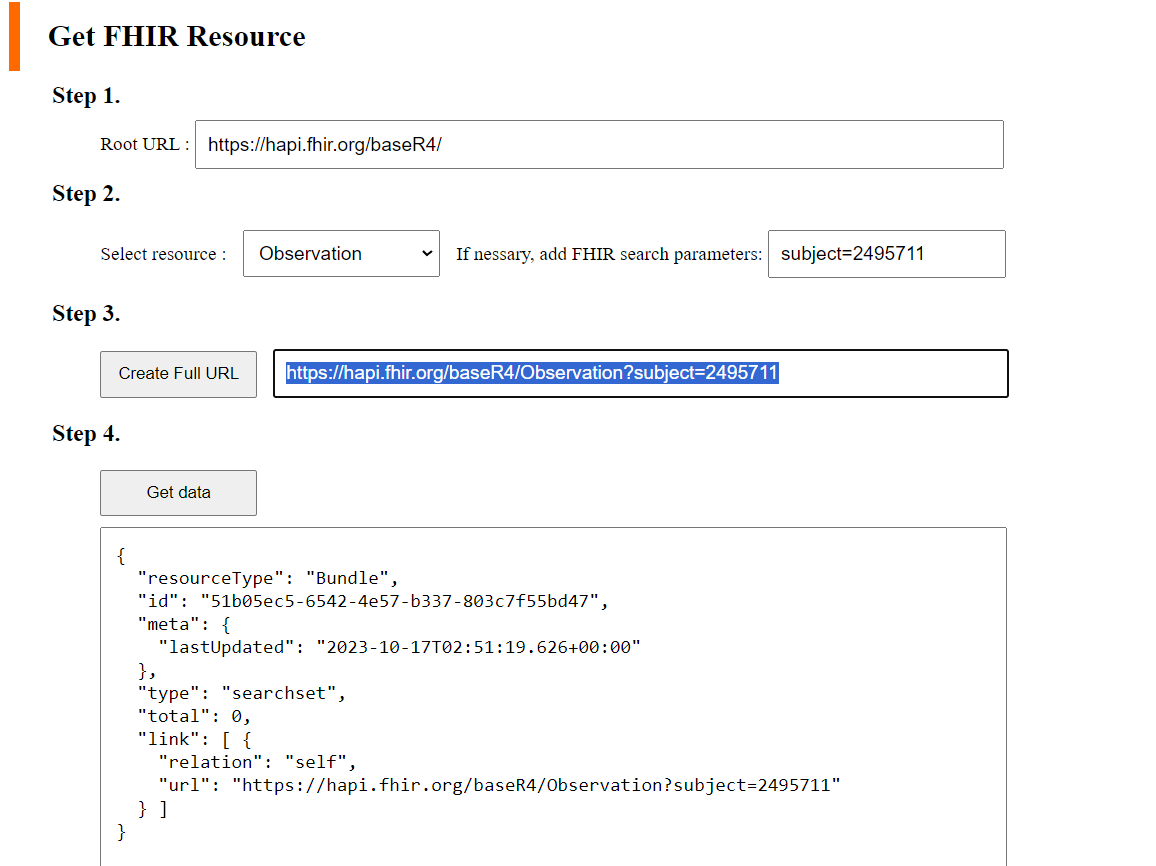 Get FHIR Resource
Step 1.
Root URL : https://hapi.fhir.org/baseR4/
Step 2.
Select resource : Observation If nessary, add FHIR search parameters: subject=2495711
Step 3.
Create Full URL https://hapi.fhir.org/baseR4/Observation?subject=2495711
Step 4.
Get data
{
  "resourceType": "Bundle",
  "id": "51b05ec5-6542-4e57-b337-803c7f55bd47",
  "meta": {
    "lastUpdated": "2023-10-17T02:51:19.626+00:00"
  },
  "type": "searchset",
  "total": 0,
  "link": [ {
    "relation": "self",
    "url": "https://hapi.fhir.org/baseR4/Observation?subject=2495711"
  } ]
}